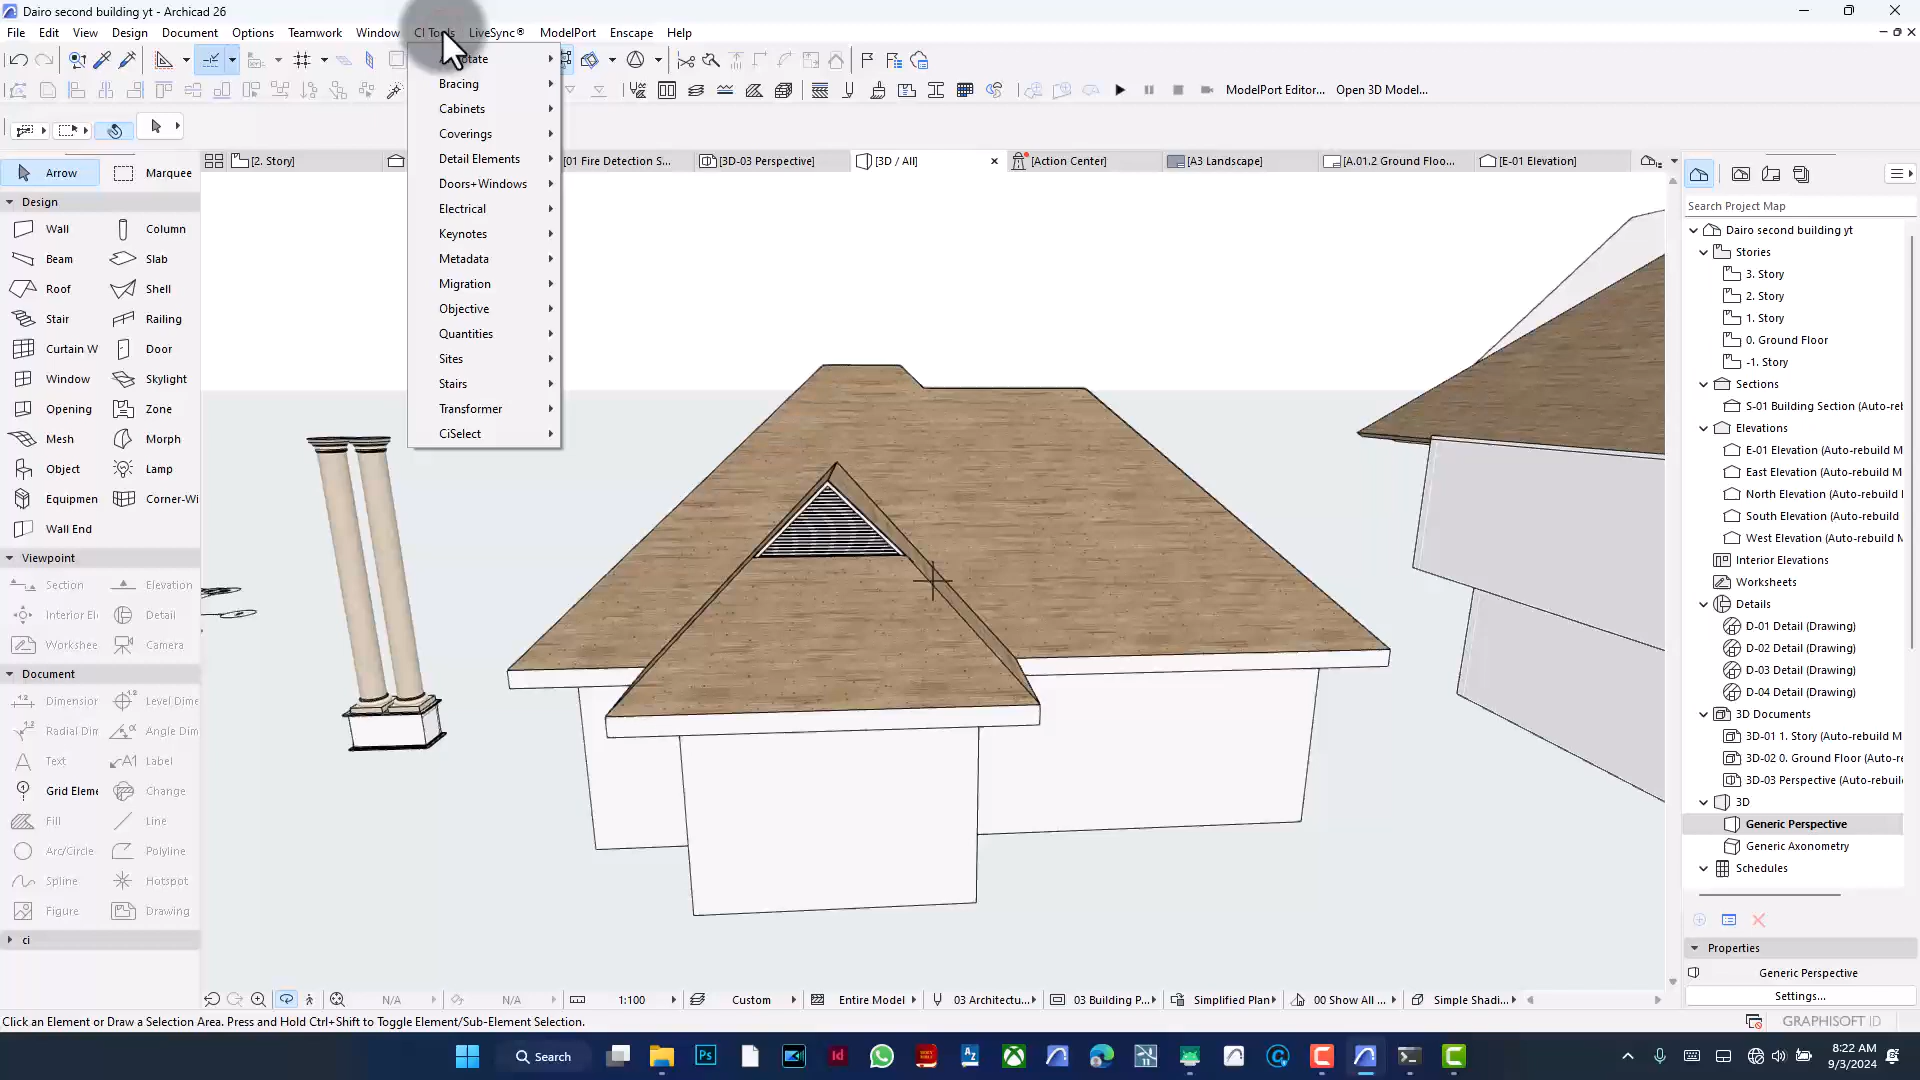 Dairo second building yt - Archicad 26
File Edit View Design Document Options Teamwork Window CI Tools LiveSync® ModelPort Enscape Help
ModelPort Editor... Open 3D Model...
Bracing
Cabinets
Coverings
Detail Elements
Doors+Windows
Electrical
Keynotes
Metadata
Migration
Objective
Quantities
Sites
Stairs
Transformer
CiSelect
[2. Story] [01 Fire Detection S... [3D-03 Perspective] [3D / All] [Action Center] [A3 Landscape] [A.01.2 Ground Floo... [E-01 Elevation]
Arrow Marquee
Design
Wall Column
Beam Slab
Roof Shell
Stair Railing
Curtain W Door
Window Skylight
Opening Zone
Mesh Morph
Object Lamp
Equipmen Corner-Wi
Wall End
Viewpoint
Section Elevation
Interior El Detail
Workshee Camera
Document
Dimension Level Dime
Radial Dim Angle Dim
Text Label
Grid Eleme Change
Fill Line
Arc/Circle Polyline
Spline Hotspot
Figure Drawing
ci
Search Project Map
Dairo second building yt
Stories
3. Story
2. Story
1. Story
0. Ground Floor
-1. Story
Sections
S-01 Building Section (Auto-rel
Elevations
E-01 Elevation (Auto-rebuild M
East Elevation (Auto-rebuild M
North Elevation (Auto-rebuild
South Elevation (Auto-rebuild
West Elevation (Auto-rebuild M
Interior Elevations
Worksheets
Details
D-01 Detail (Drawing)
D-02 Detail (Drawing)
D-03 Detail (Drawing)
D-04 Detail (Drawing)
3D Documents
3D-01 1. Story (Auto-rebuild M
3D-02 0. Ground Floor (Auto-re
3D-03 Perspective (Auto-rebuil
3D
Generic Perspective
Generic Axonometry
Schedules
Properties
Generic Perspective
Settings...
N/A N/A 1:100 Custom Entire Model 03 Architectu... 03 Building P... Simplified Plan 00 Show All ... Simple Shadi...
Click an Element or Draw a Selection Area. Press and Hold Ctrl+Shift to Toggle Element/Sub-Element Selection.
GRAPHISOFT ID
Search
8:22 AM
9/3/2024